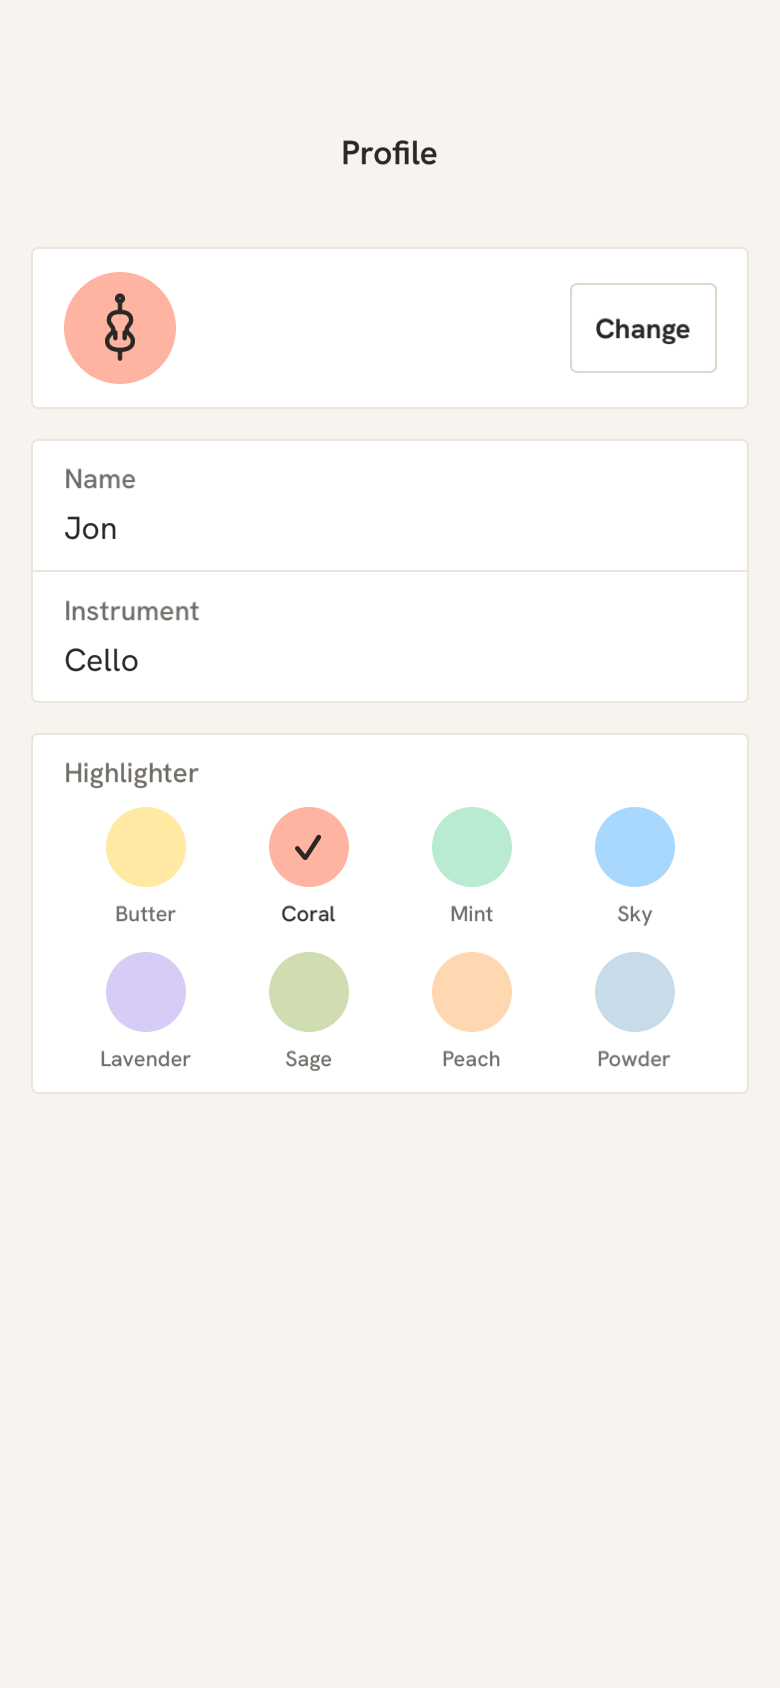 Profile
Change
Name
Jon
Instrument
Cello
Highlighter
Butter
Coral
Mint
Sky
Lavender
Sage
Peach
Powder